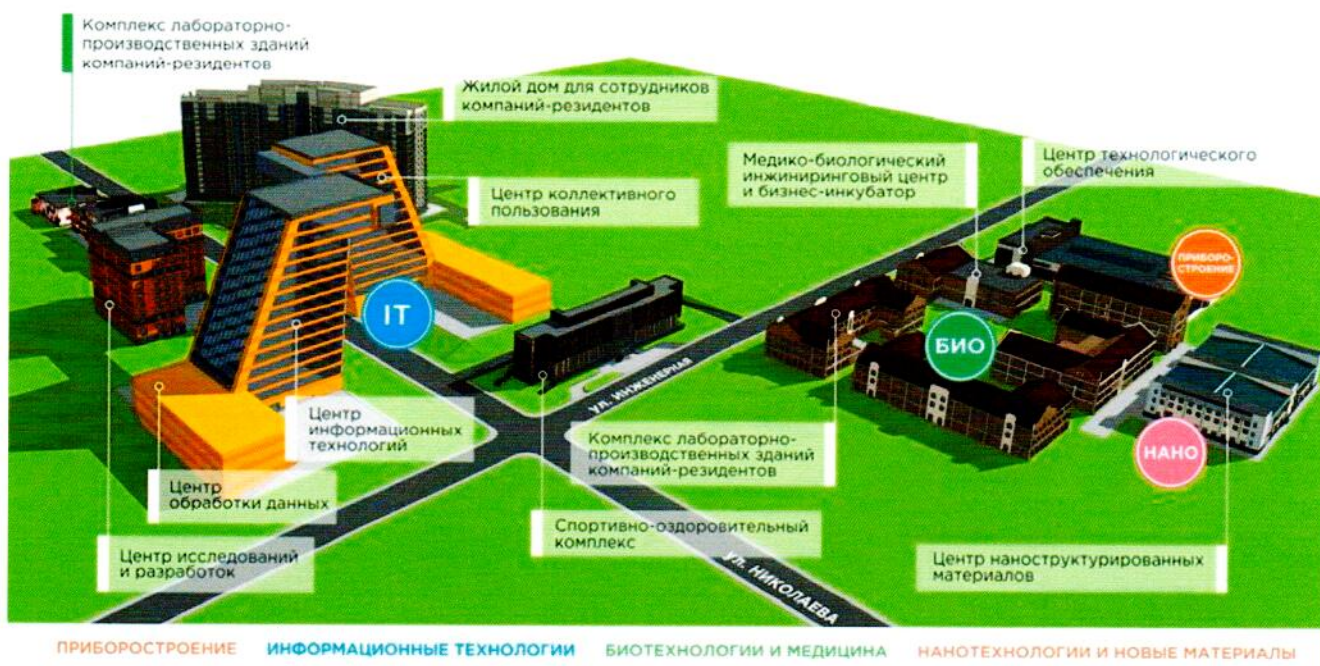 Комплекс лабораторно-
производственных зданий
компаний-резидентов
Жилой дом для сотрудников
компаний-резидентов
Медико-биологический
инжиниринговый центр
и бизнес-инкубатор
Центр технологического
обеспечения
Центр коллективного
пользования
ПРИБОРО-
СТРОЕНИЕ
IT
БИО
ул. ИНЖЕНЕРНАЯ
Центр
информационных
технологий
Комплекс лабораторно-
производственных зданий
компаний-резидентов
НАНО
Центр
обработки данных
Спортивно-оздоровительный
комплекс
Центр исследований
и разработок
Центр наноструктурированных
материалов
ул. НИКОЛАЕВА
ПРИБОРОСТРОЕНИЕ ИНФОРМАЦИОННЫЕ ТЕХНОЛОГИИ БИОТЕХНОЛОГИИ И МЕДИЦИНА НАНОТЕХНОЛОГИИ И НОВЫЕ МАТЕРИАЛЫ